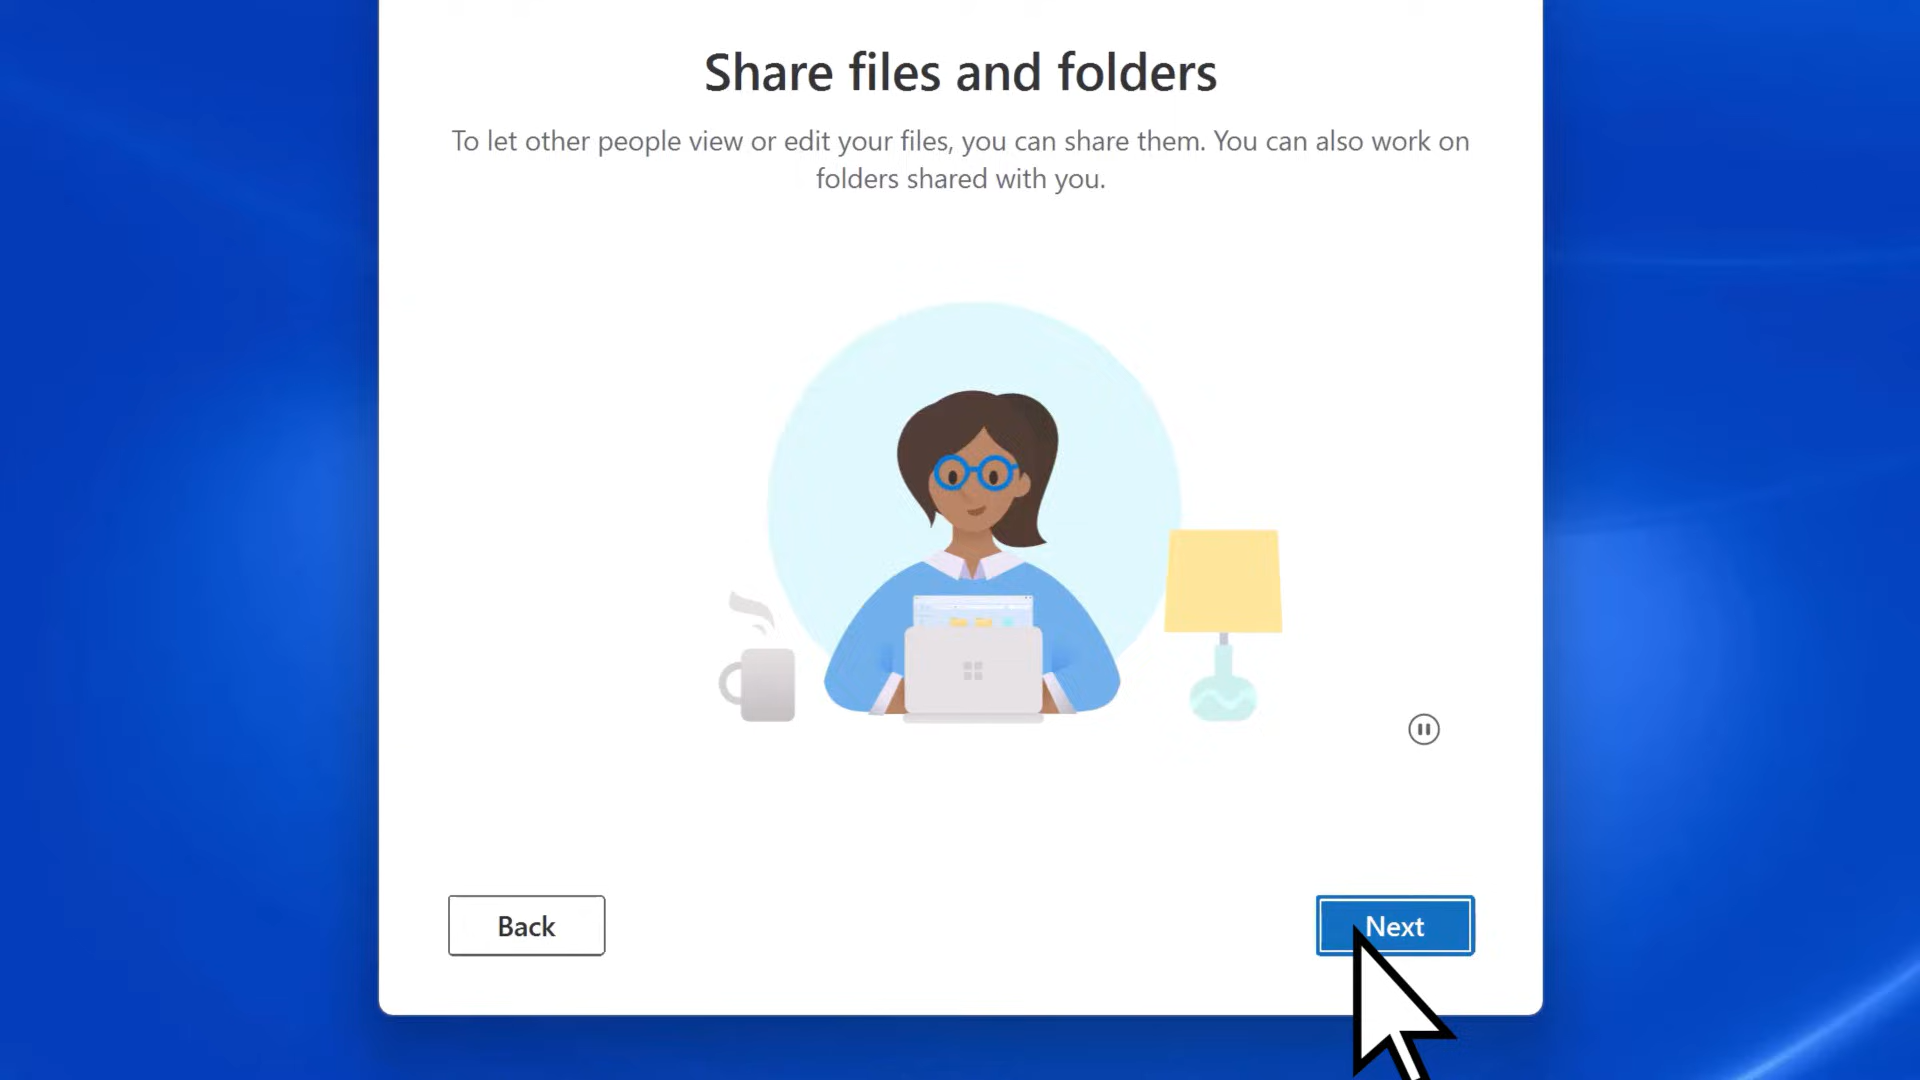 Share files and folders
To let other people view or edit your files, you can share them. You can also work on
folders shared with you.
Back
Next